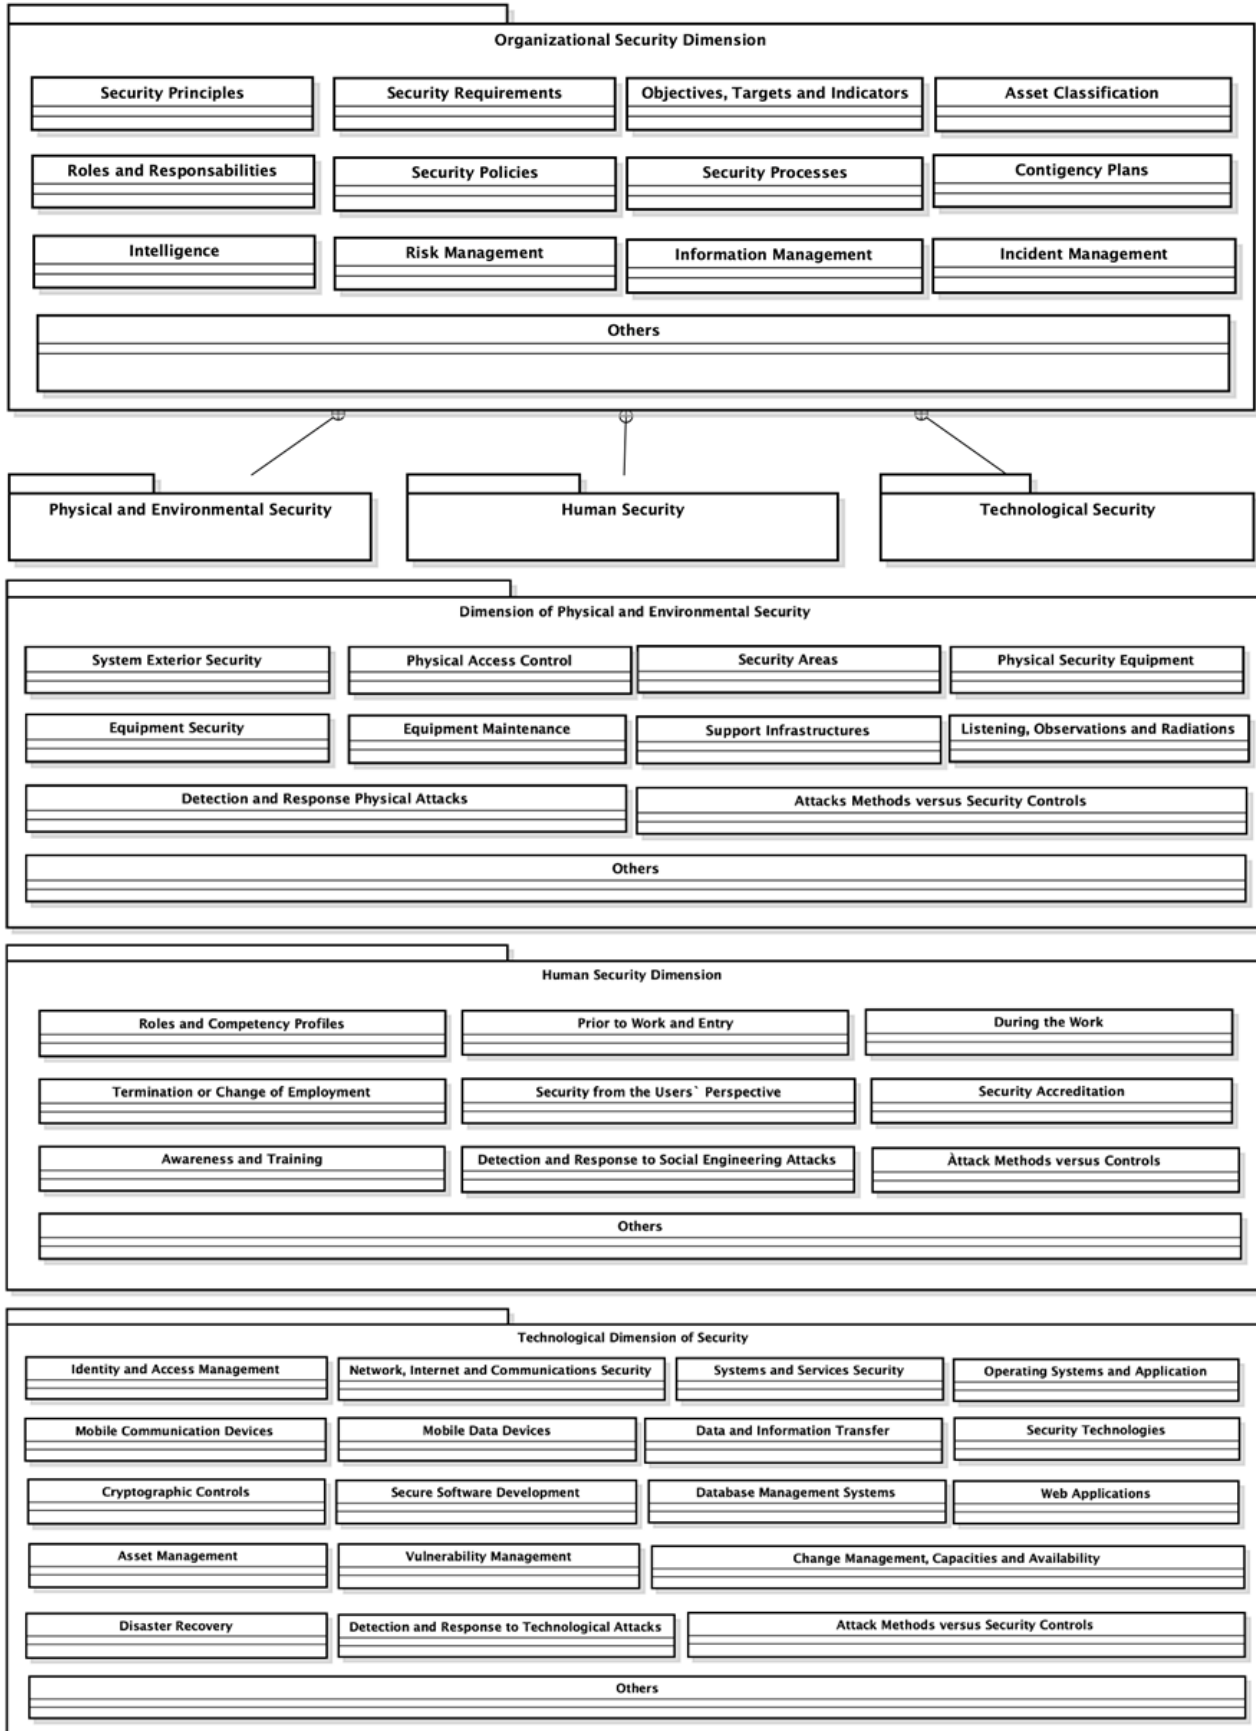 Organizational Security Dimension
Security Principles
Security Requirements
Objectives, Targets and Indicators
Asset Classification
Roles and Responsabilities
Security Policies
Security Processes
Contigency Plans
Intelligence
Risk Management
Information Management
Incident Management
Others
Physical and Environmental Security
Human Security
Technological Security
Dimension of Physical and Environmental Security
System Exterior Security
Physical Access Control
Security Areas
Physical Security Equipment
Equipment Security
Equipment Maintenance
Support Infrastructures
Listening, Observations and Radiations
Detection and Response Physical Attacks
Attacks Methods versus Security Controls
Others
Human Security Dimension
Roles and Competency Profiles
Prior to Work and Entry
During the Work
Termination or Change of Employment
Security from the Users` Perspective
Security Accreditation
Awareness and Training
Detection and Response to Social Engineering Attacks
Àttack Methods versus Controls
Others
Technological Dimension of Security
Identity and Access Management
Network, Internet and Communications Security
Systems and Services Security
Operating Systems and Application
Mobile Communication Devices
Mobile Data Devices
Data and Information Transfer
Security Technologies
Cryptographic Controls
Secure Software Development
Database Management Systems
Web Applications
Asset Management
Vulnerability Management
Change Management, Capacities and Availability
Disaster Recovery
Detection and Response to Technological Attacks
Attack Methods versus Security Controls
Others